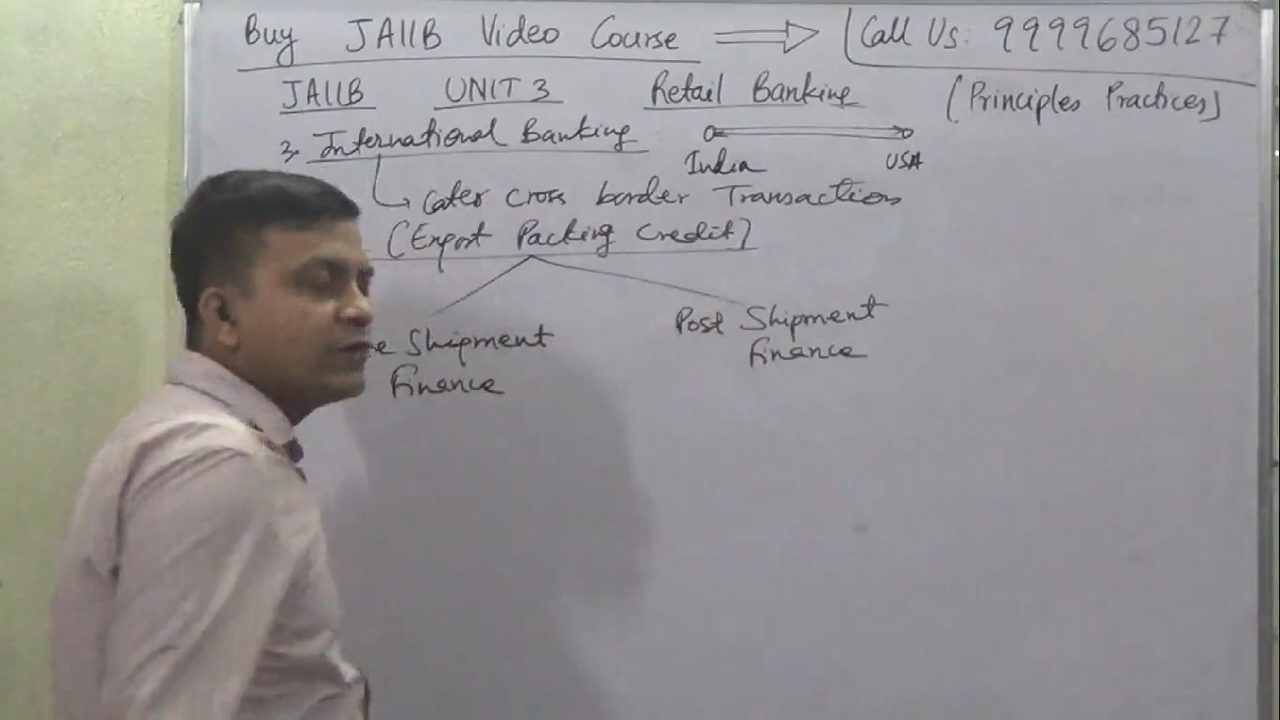 Buy JAIIB Video Course ⟹ Call Us: 9999685127
JAIIB UNIT 3 Retail Banking (Principles Practices)
3. International Banking
India USA
↳ Cater cross border Transaction
(Export Packing Credit)
e Shipment
Finance
Post Shipment
Finance